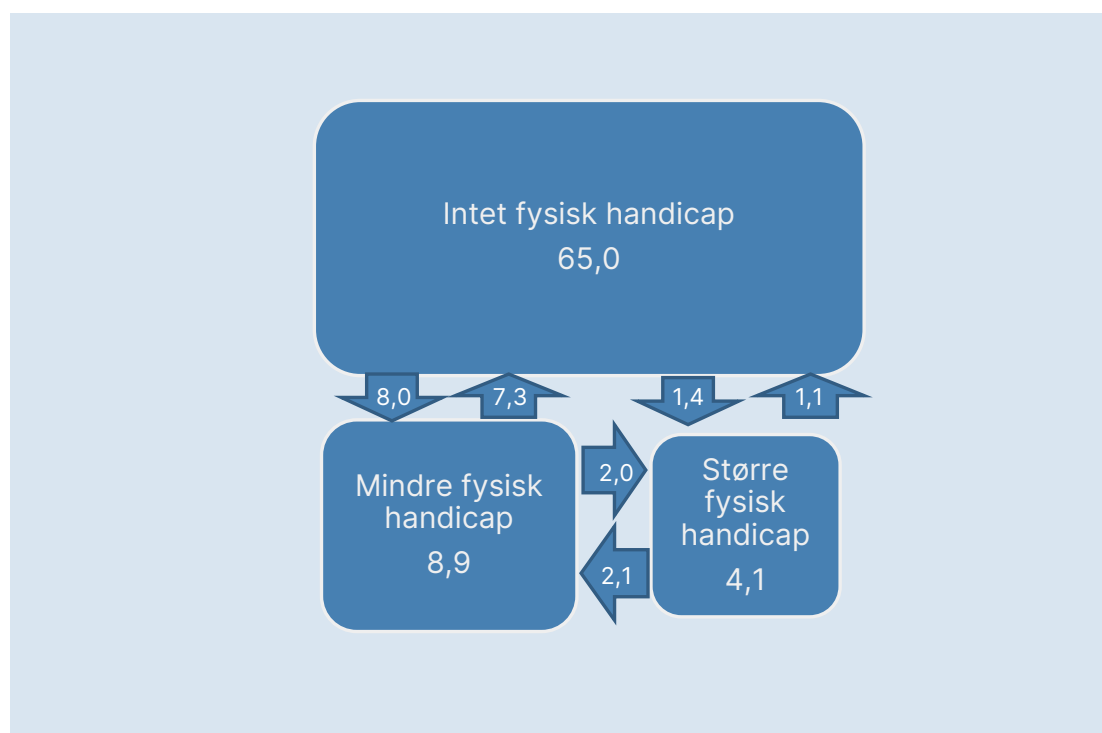 Intet fysisk handicap
65,0
8,0
7,3
1,4
1,1
Mindre fysisk
handicap
8,9
2,0
2,1
Større
fysisk
handicap
4,1